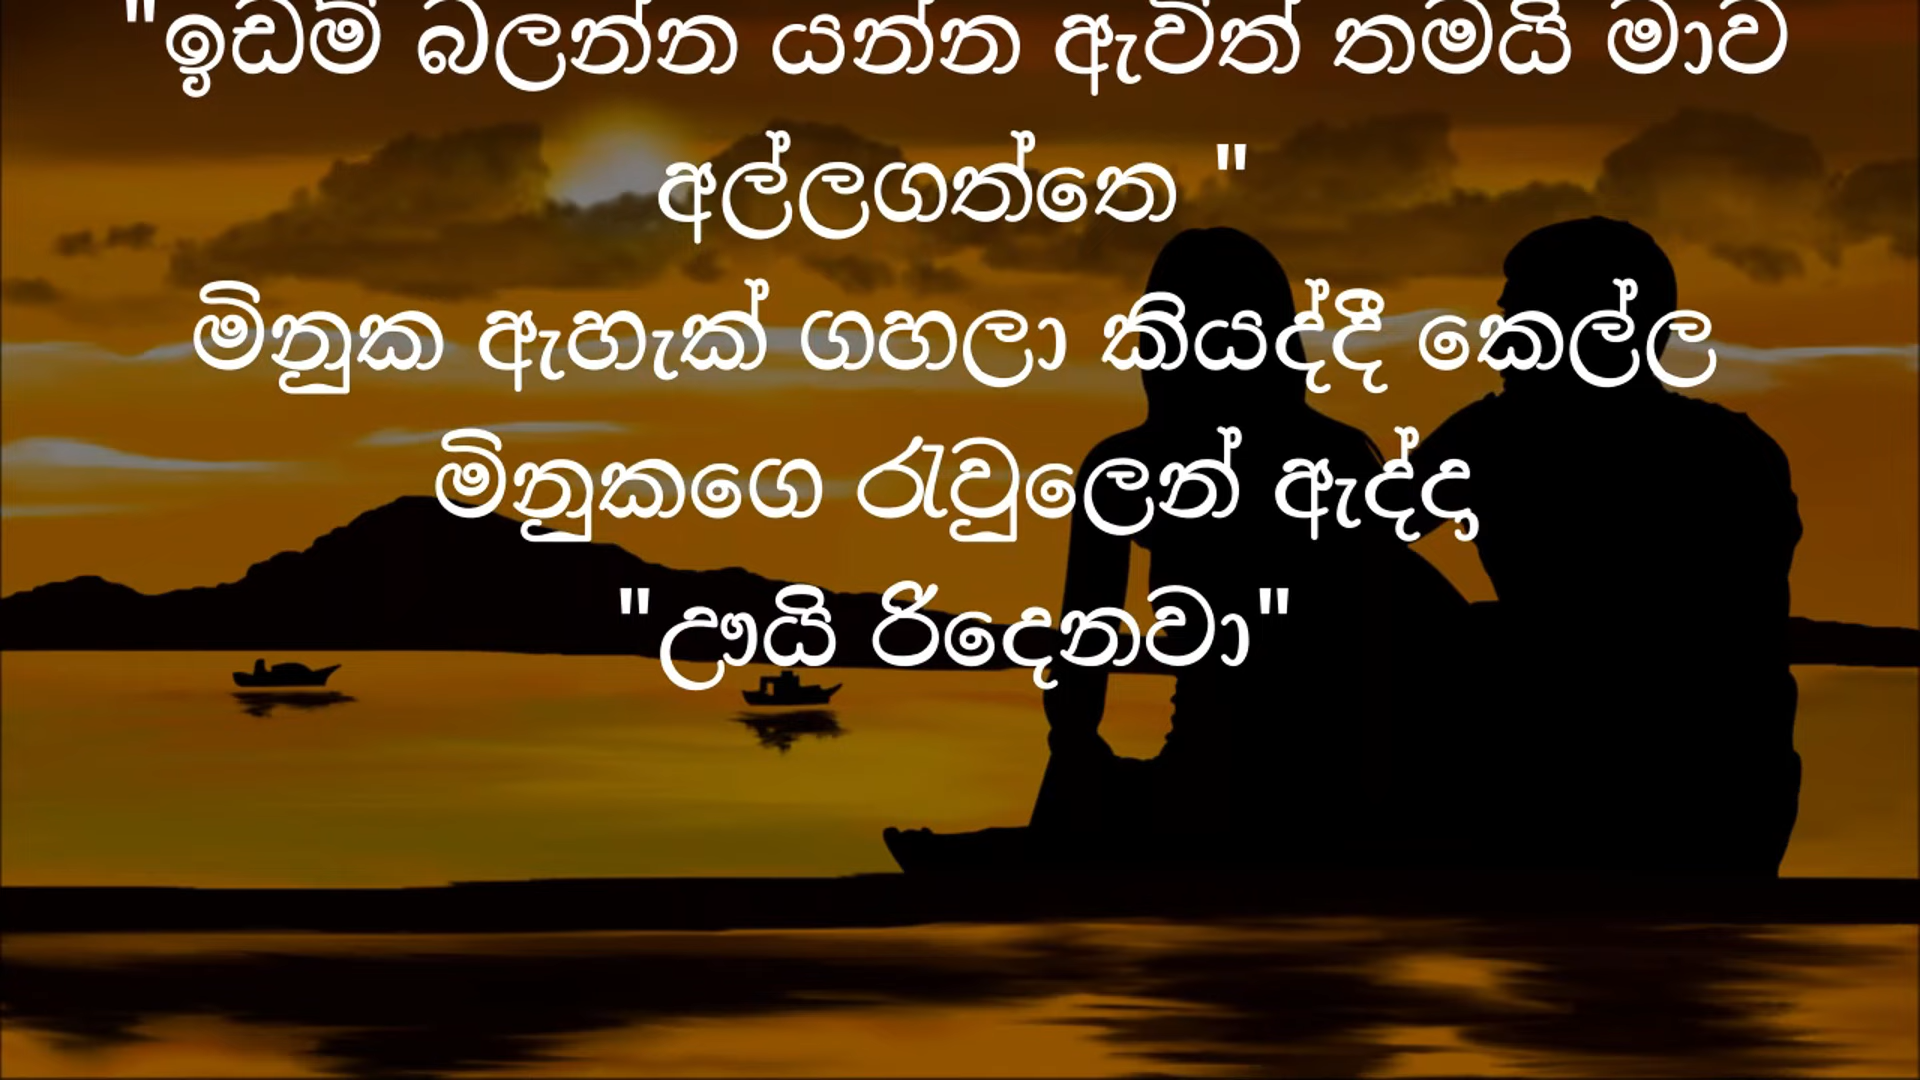 "ඉඩම් බලන්න යන්න ඇවිත් තමයි මාව
අල්ලගත්තෙ "
මිනූක ඇහැක් ගහලා කියද්දී කෙල්ල
මිනූකගෙ රැවූලෙන් ඇද්දා
"ඌයි රිදෙනවා"